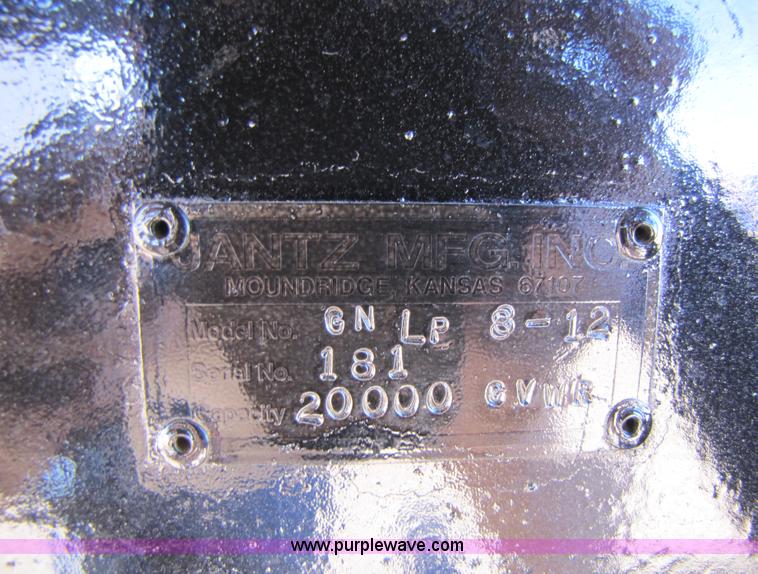 JANTZ MFG. INC.
MOUNDRIDGE, KANSAS 67107
Model No. GN LP 8-12
Serial No. 181
Capacity 20000 GVWR
www.purplewave.com